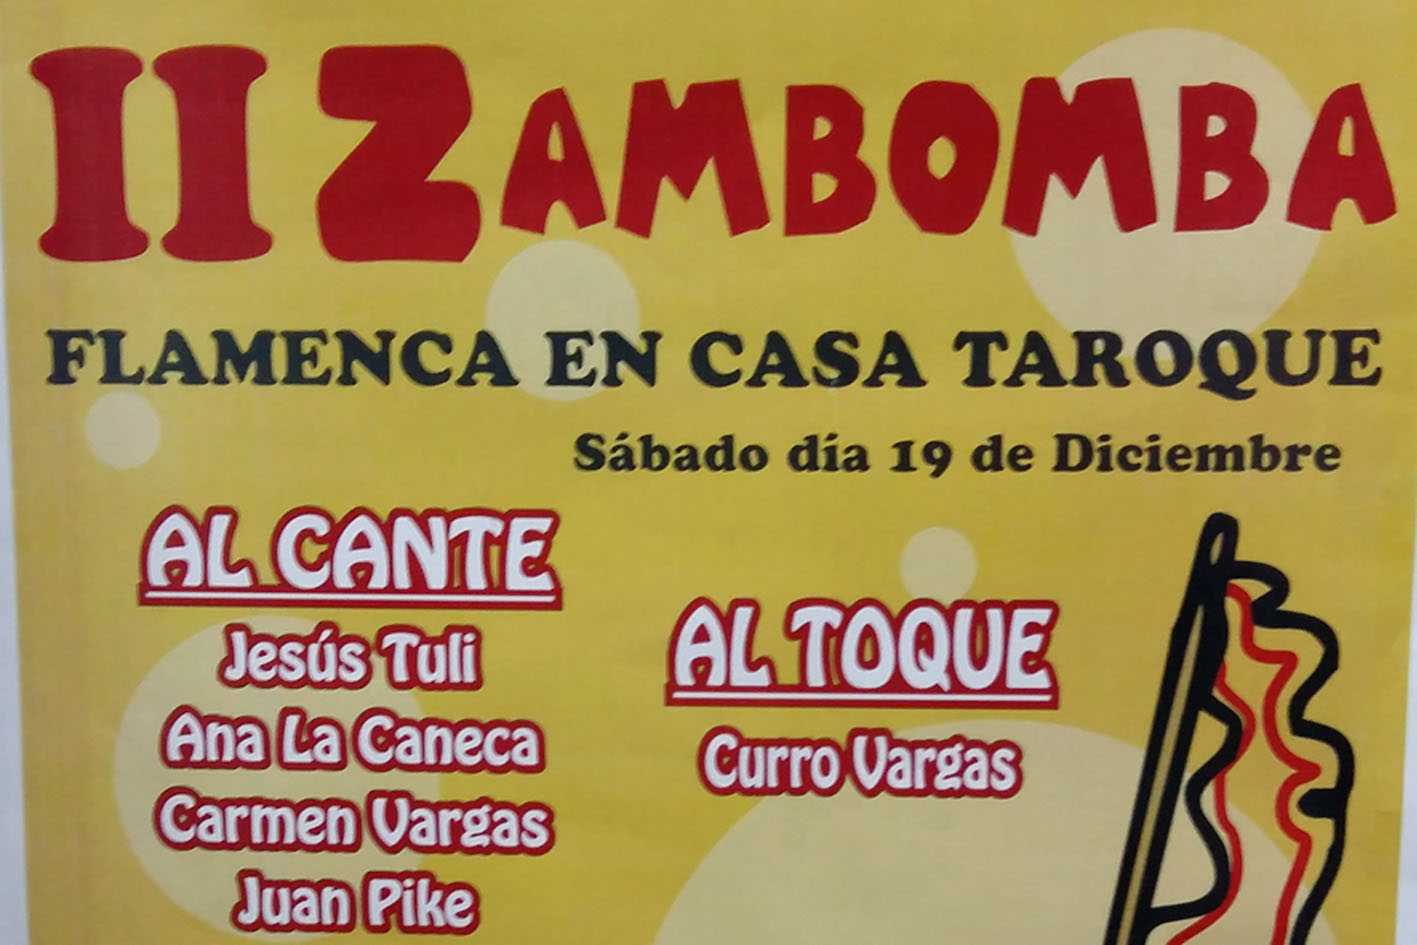 II ZAMBOMBA
FLAMENCA EN CASA TAROQUE
Sábado día 19 de Diciembre
AL CANTE
Jesús Tuli
Ana La Caneca
Carmen Vargas
Juan Pike
AL TOQUE
Curro Vargas